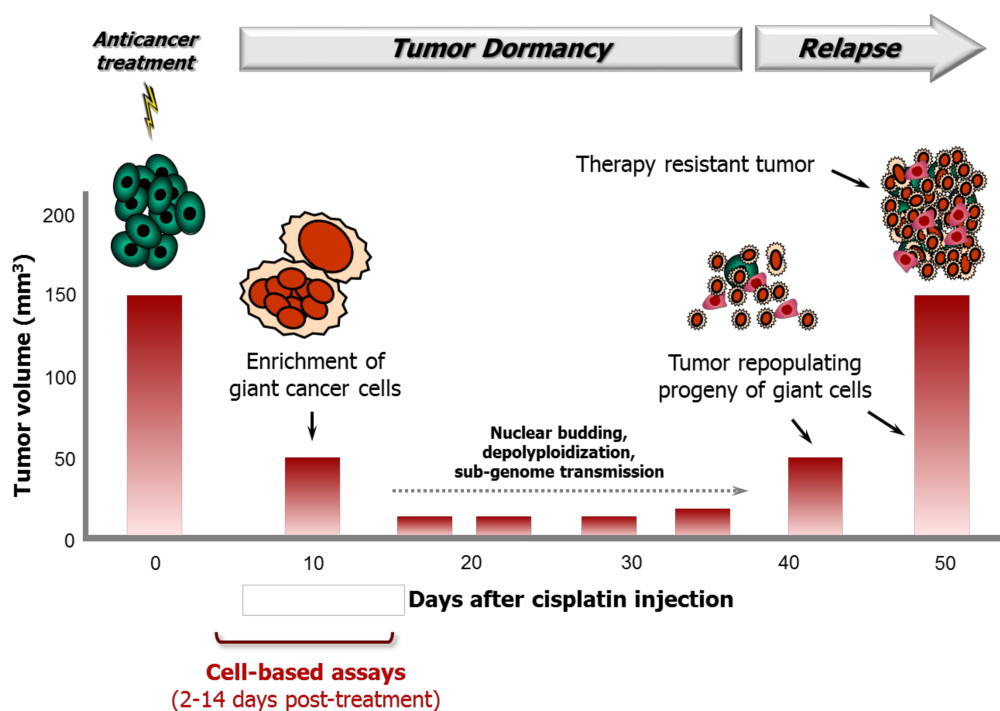 Anticancer
treatment
Tumor Dormancy
Relapse
Therapy resistant tumor
Tumor volume (mm³)
200
150
100
50
0
Enrichment of
giant cancer cells
Nuclear budding,
depolyploidization,
sub-genome transmission
Tumor repopulating
progeny of giant cells
0
10
20
30
40
50
Days after cisplatin injection
Cell-based assays
(2-14 days post-treatment)